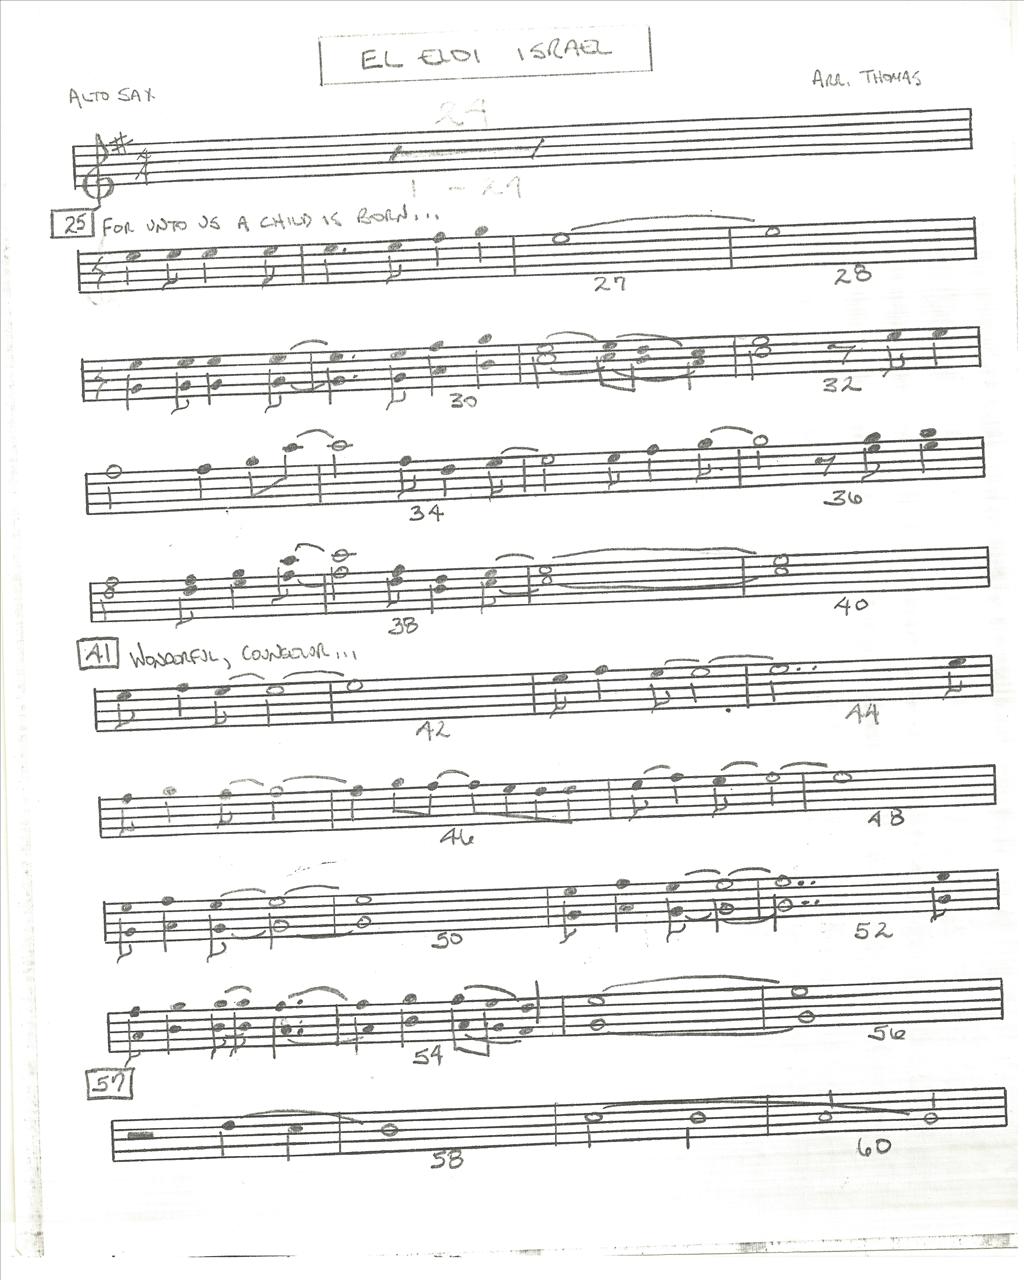 EL ELOI ISRAEL
ALTO SAX
ARR. THOMAS
24
1 - 24
25 FOR UNTO US A CHILD IS BORN...
27 28
30 32
34 36
38 40
41 WONDERFUL, COUNCELOR...
42 44
46 48
50 52
54 56
57
58 60